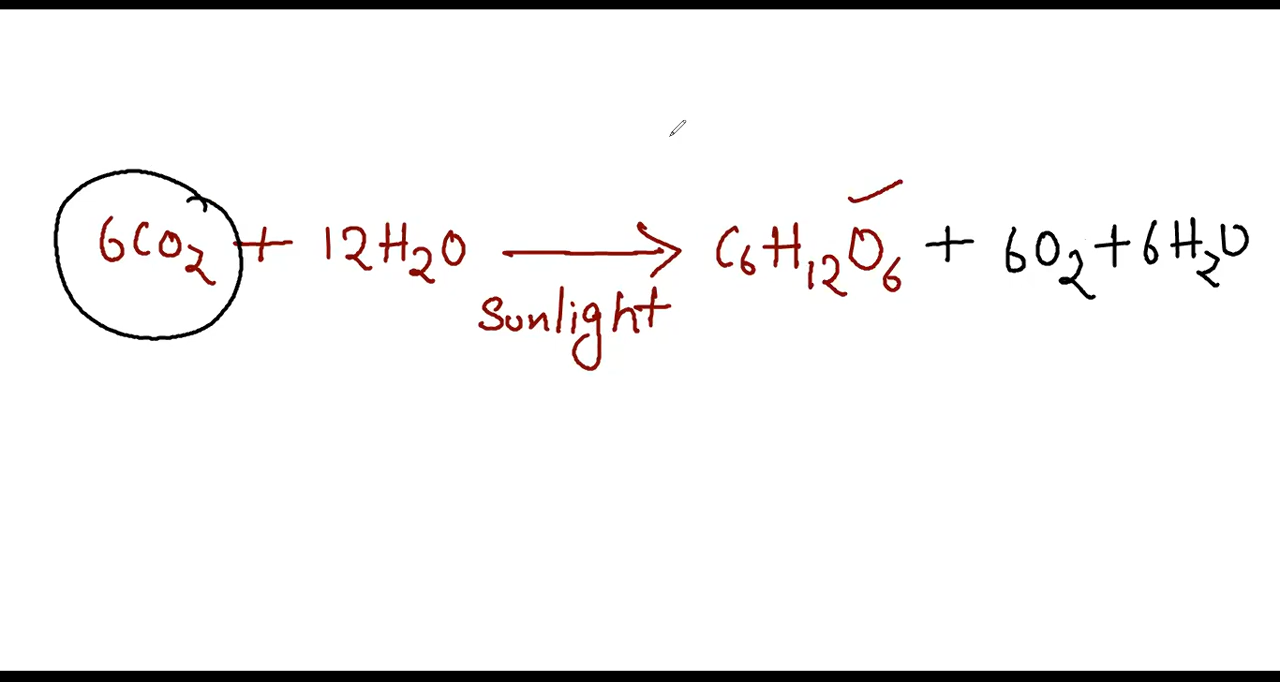 6CO₂ + 12H₂O → C₆H₁₂O₆ + 6O₂ + 6H₂O
Sunlight